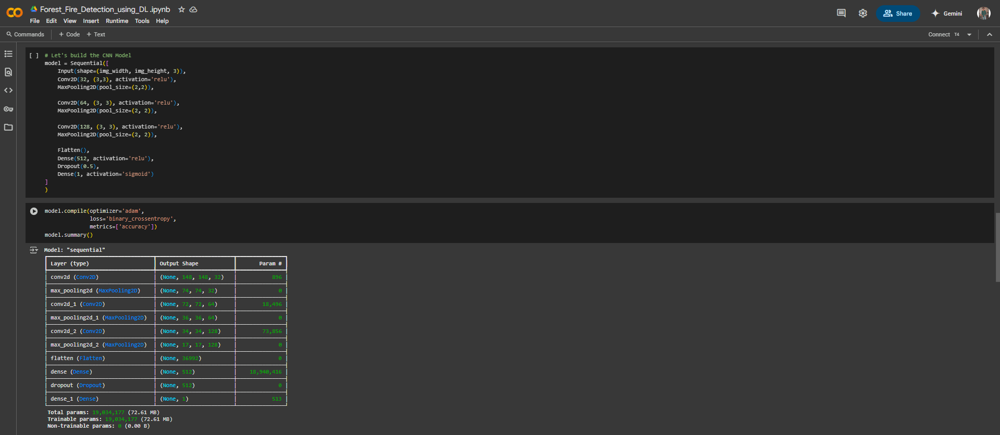 Forest_Fire_Detection_using_DL .ipynb
File Edit View Insert Runtime Tools Help
Share
Gemini
Commands + Code + Text
Connect T4
[ ] # Let's build the CNN Model
model = Sequential([
    Input(shape=(img_width, img_height, 3)),
    Conv2D(32, (3,3), activation='relu'),
    MaxPooling2D(pool_size=(2,2)),
    Conv2D(64, (3, 3), activation='relu'),
    MaxPooling2D(pool_size=(2, 2)),
    Conv2D(128, (3, 3), activation='relu'),
    MaxPooling2D(pool_size=(2, 2)),
    Flatten(),
    Dense(512, activation='relu'),
    Dropout(0.5),
    Dense(1, activation='sigmoid')
]
)
model.compile(optimizer='adam',
              loss='binary_crossentropy',
              metrics=['accuracy'])
model.summary()
Model: "sequential"
Layer (type) Output Shape Param #
conv2d (Conv2D) (None, 148, 148, 32) 896
max_pooling2d (MaxPooling2D) (None, 74, 74, 32) 0
conv2d_1 (Conv2D) (None, 72, 72, 64) 18,496
max_pooling2d_1 (MaxPooling2D) (None, 36, 36, 64) 0
conv2d_2 (Conv2D) (None, 34, 34, 128) 73,856
max_pooling2d_2 (MaxPooling2D) (None, 17, 17, 128) 0
flatten (Flatten) (None, 36992) 0
dense (Dense) (None, 512) 18,940,416
dropout (Dropout) (None, 512) 0
dense_1 (Dense) (None, 1) 513
Total params: 19,034,177 (72.61 MB)
Trainable params: 19,034,177 (72.61 MB)
Non-trainable params: 0 (0.00 B)